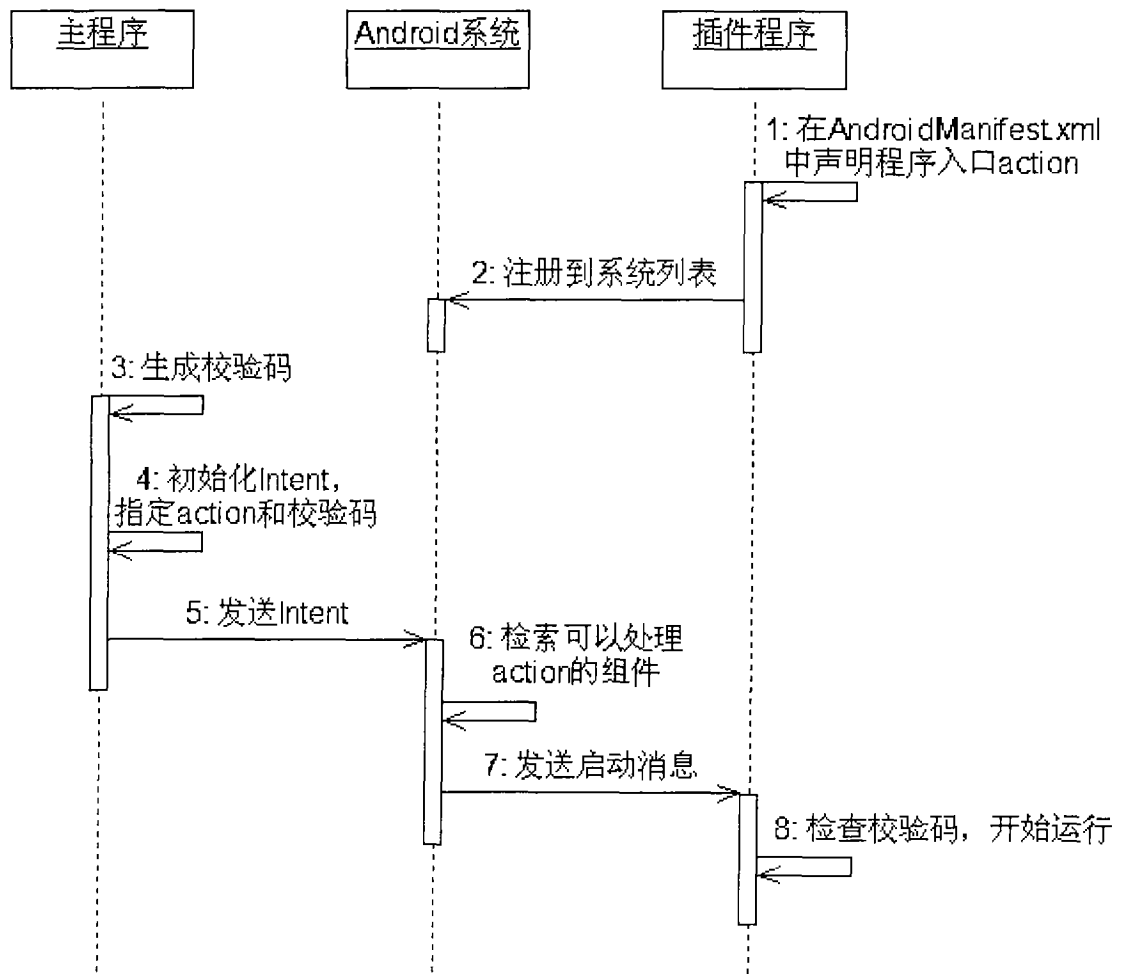 主程序
Android系统
插件程序
1: 在AndroidManifest.xml
中声明程序入口action
2: 注册到系统列表
3: 生成校验码
4: 初始化Intent，
指定action和校验码
5: 发送Intent
6: 检索可以处理
action的组件
7: 发送启动消息
8: 检查校验码，开始运行